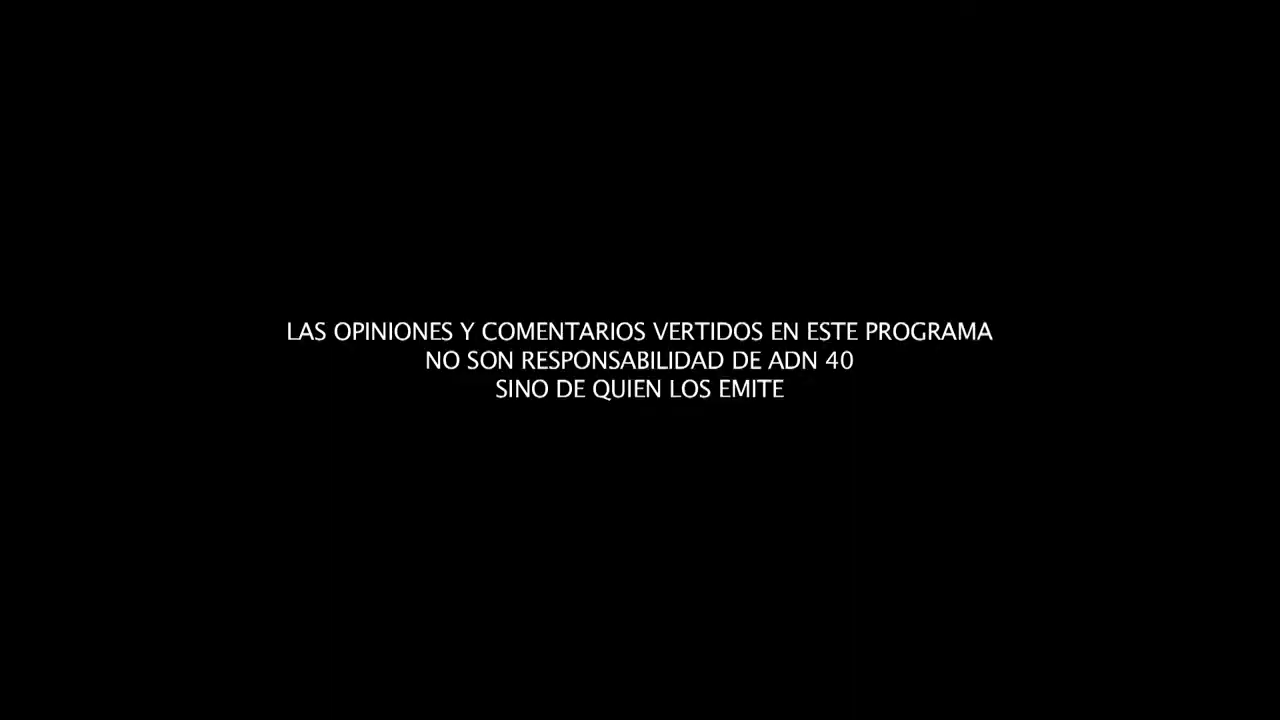 LAS OPINIONES Y COMENTARIOS VERTIDOS EN ESTE PROGRAMA
NO SON RESPONSABILIDAD DE ADN 40
SINO DE QUIEN LOS EMITE